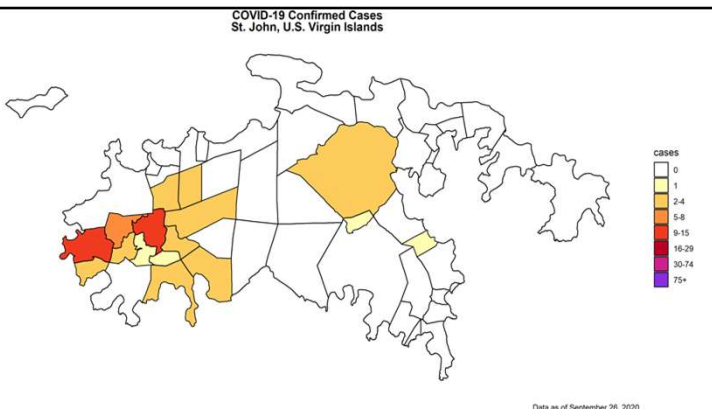 COVID-19 Confirmed Cases
St. John, U.S. Virgin Islands
cases
0
1
2-4
5-8
9-15
16-29
30-74
75+
Data as of September 26, 2020